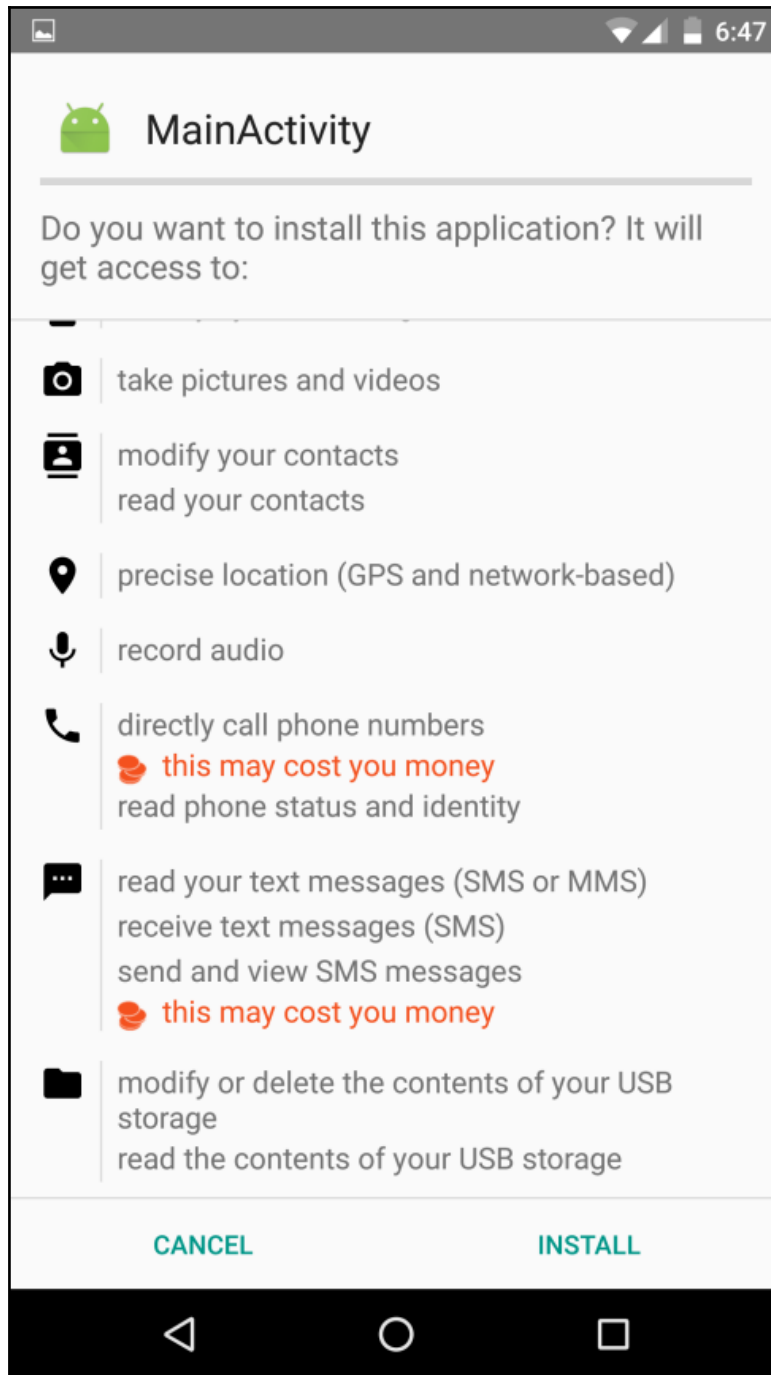 6:47
MainActivity
Do you want to install this application? It will
get access to:
take pictures and videos
modify your contacts
read your contacts
precise location (GPS and network-based)
record audio
directly call phone numbers
this may cost you money
read phone status and identity
read your text messages (SMS or MMS)
receive text messages (SMS)
send and view SMS messages
this may cost you money
modify or delete the contents of your USB
storage
read the contents of your USB storage
CANCEL INSTALL